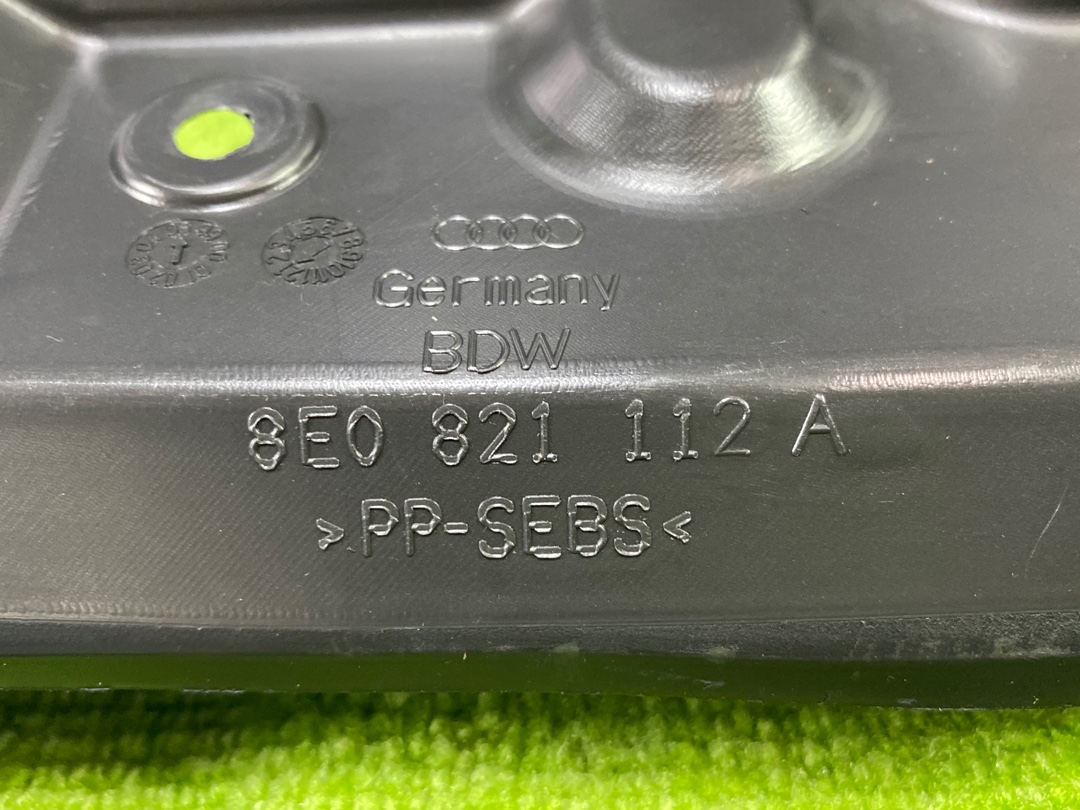 Germany
BDW
8E0 821 112 A
>PP-SEBS<